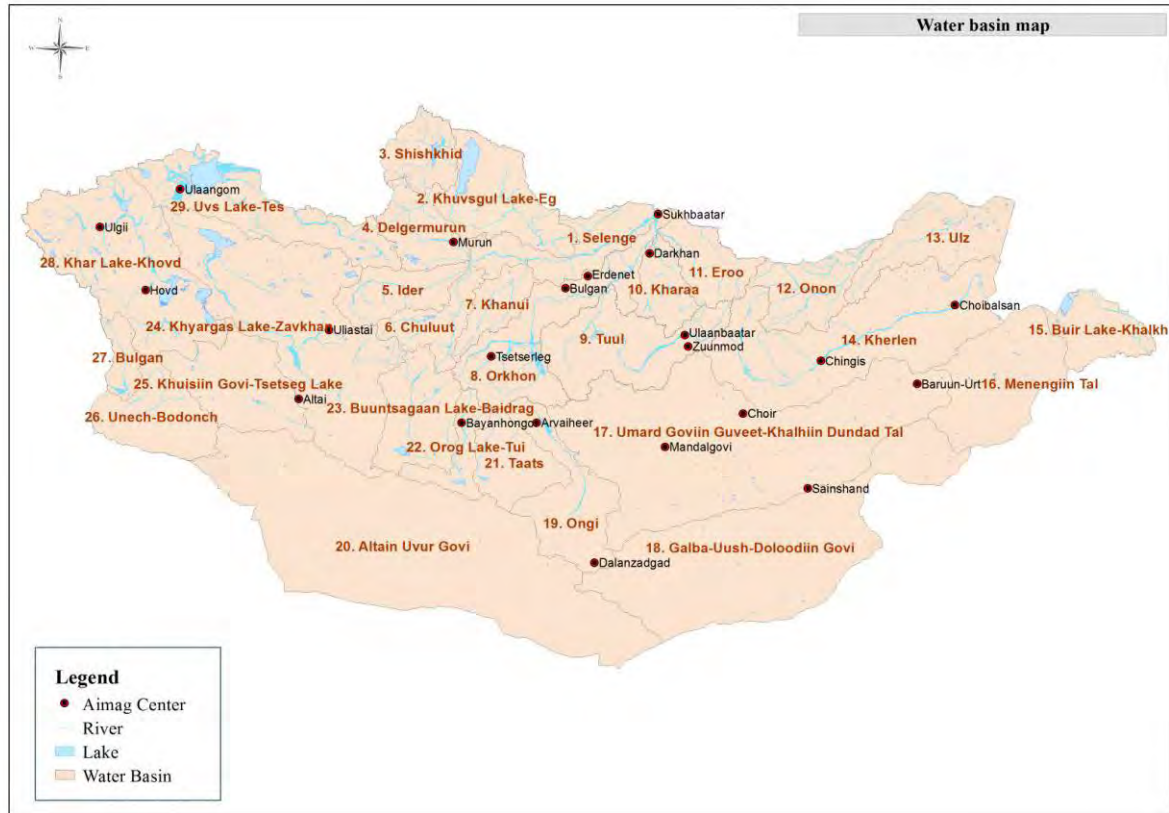 Water basin map
N
W
E
S
3. Shishkhid
2. Khuvsgul Lake-Eg
Ulaangom
29. Uvs Lake-Tes
Ulgii
4. Delgermurun
Murun
1. Selenge
Sukhbaatar
Darkhan
13. Ulz
28. Khar Lake-Khovd
Hovd
5. Ider
7. Khanui
Erdenet
Bulgan
10. Kharaa
11. Eroo
12. Onon
Choibalsan
24. Khyargas Lake-Zavkhan
Uliastai
6. Chuluut
9. Tuul
Ulaanbaatar
Zuunmod
14. Kherlen
15. Buir Lake-Khalkh
27. Bulgan
Tsetserleg
8. Orkhon
Chingis
25. Khuisiin Govi-Tsetseg Lake
Altai
Baruun-Urt
16. Menengiin Tal
26. Unech-Bodonch
23. Buuntsagaan Lake-Baidrag
Bayanhongo
Arvaiheer
Choir
17. Umard Goviin Guveet-Khalhiin Dundad Tal
22. Orog Lake-Tui
Mandalgovi
21. Taats
Sainshand
19. Ongi
20. Altain Uvur Govi
18. Galba-Uush-Doloodiin Govi
Dalanzadgad
Legend
Aimag Center
River
Lake
Water Basin